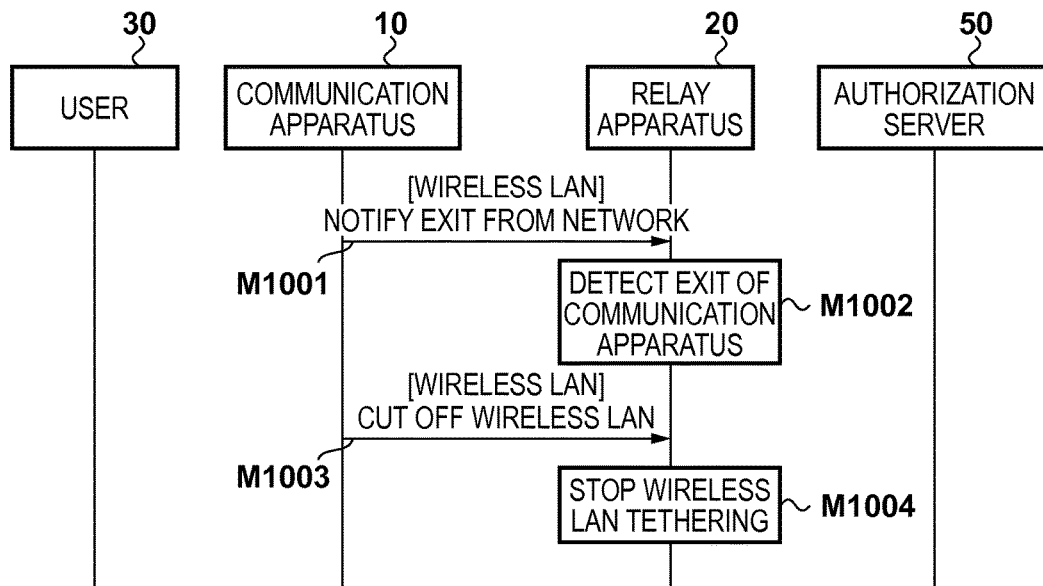 30
10
20
50
USER
COMMUNICATION
APPARATUS
RELAY
APPARATUS
AUTHORIZATION
SERVER
[WIRELESS LAN]
NOTIFY EXIT FROM NETWORK
M1001
DETECT EXIT OF
COMMUNICATION
APPARATUS
M1002
[WIRELESS LAN]
CUT OFF WIRELESS LAN
M1003
STOP WIRELESS
LAN TETHERING
M1004